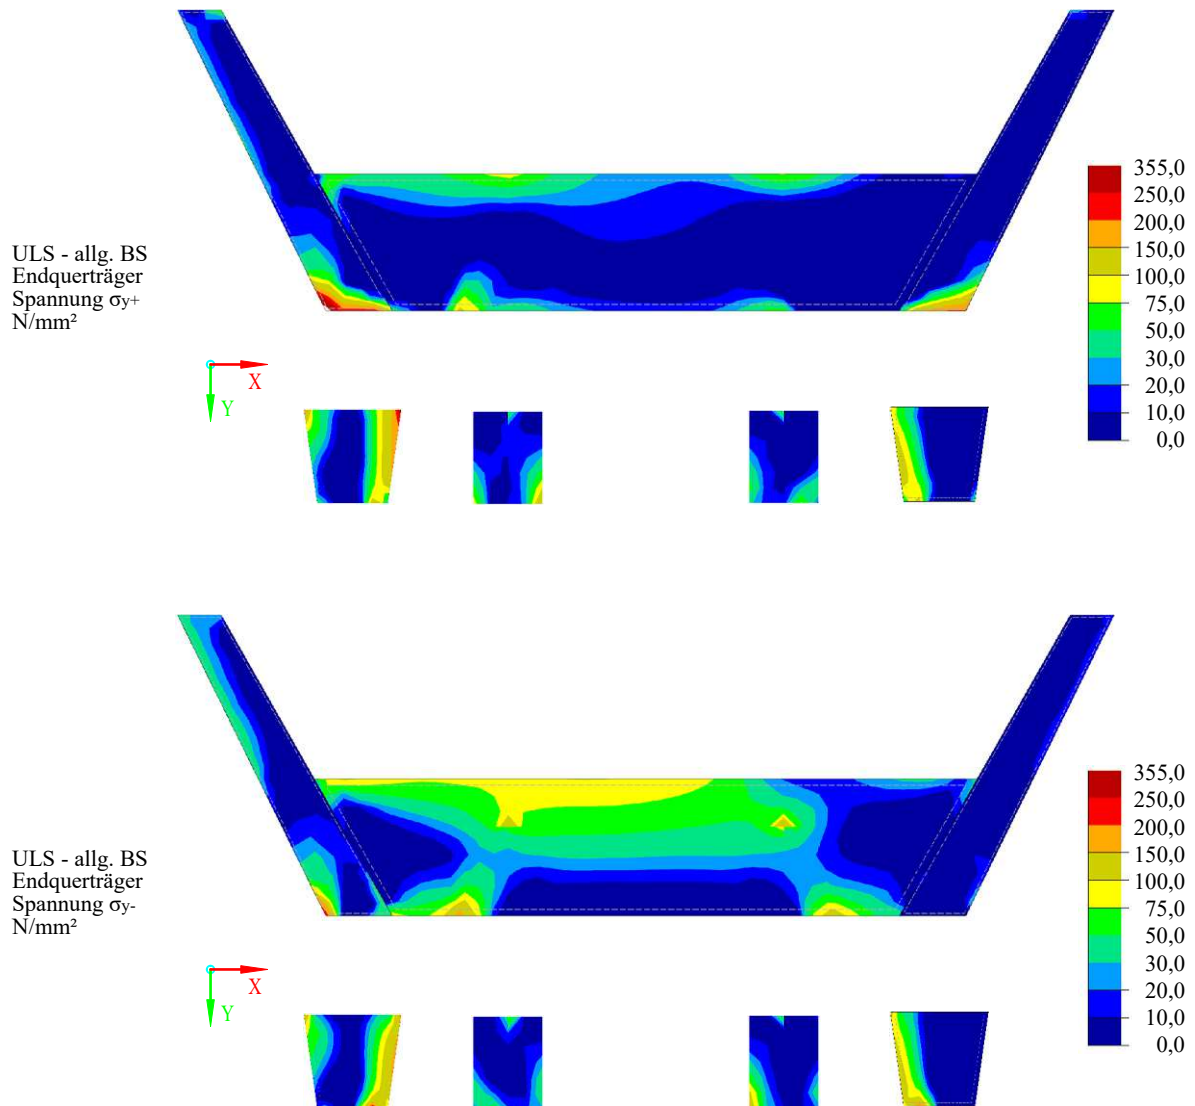 355,0
250,0
200,0
150,0
100,0
75,0
50,0
30,0
20,0
10,0
0,0
ULS - allg. BS
Endquerträger
Spannung σy+
N/mm²
X
Y
355,0
250,0
200,0
150,0
100,0
75,0
50,0
30,0
20,0
10,0
0,0
ULS - allg. BS
Endquerträger
Spannung σy-
N/mm²
X
Y